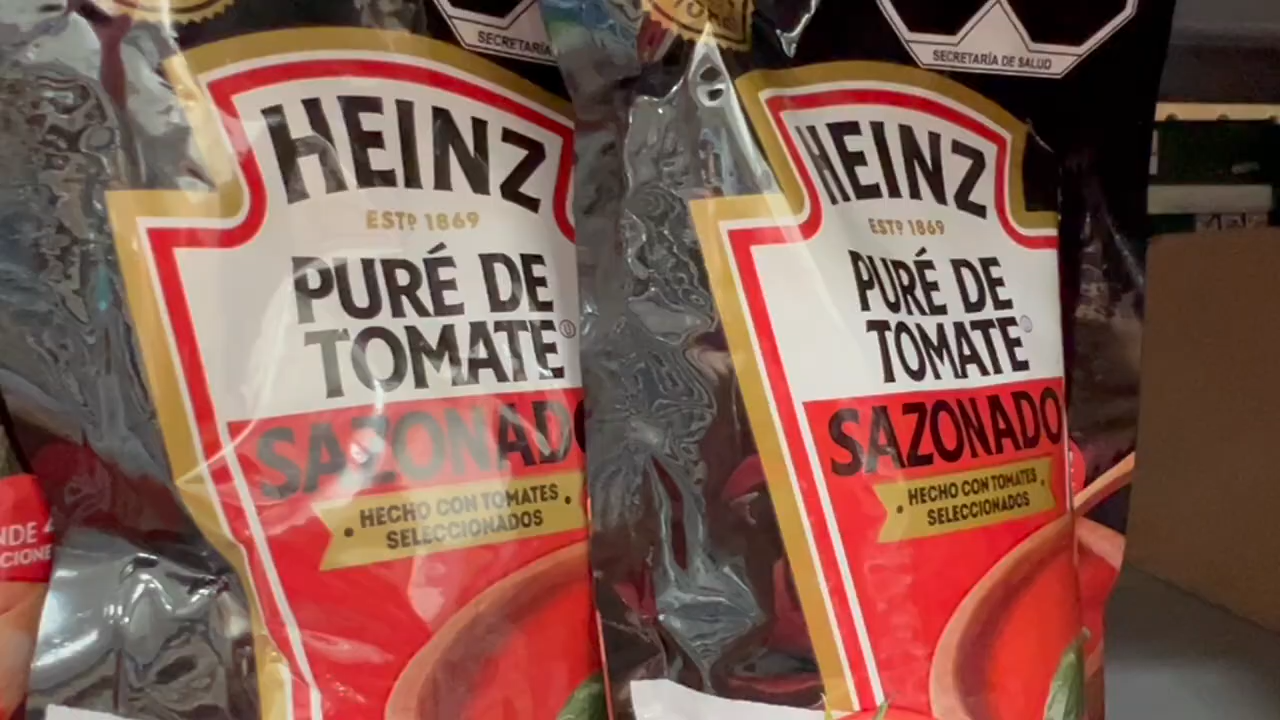 SECRETARÍA
HEINZ
ESTD 1869
PURÉ DE
TOMATE
SAZONADO
HECHO CON TOMATES
SELECCIONADOS
SECRETARÍA DE SALUD
HEINZ
ESTD 1869
PURÉ DE
TOMATE
SAZONADO
HECHO CON TOMATES
SELECCIONADOS